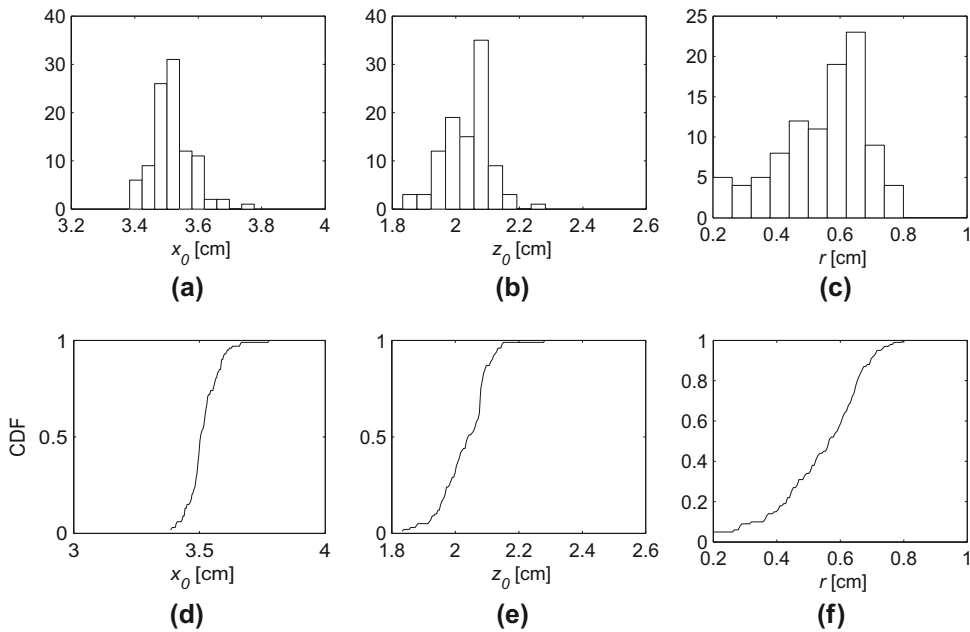 40
30
20
10
0
3.2 3.4 3.6 3.8 4
x0 [cm]
(a)
40
30
20
10
0
1.8 2 2.2 2.4 2.6
z0 [cm]
(b)
25
20
15
10
5
0
0.2 0.4 0.6 0.8 1
r [cm]
(c)
CDF
1
0.5
0
3 3.5 4
x0 [cm]
(d)
1
0.5
0
1.8 2 2.2 2.4 2.6
z0 [cm]
(e)
1
0.8
0.6
0.4
0.2
0
0.2 0.4 0.6 0.8 1
r [cm]
(f)